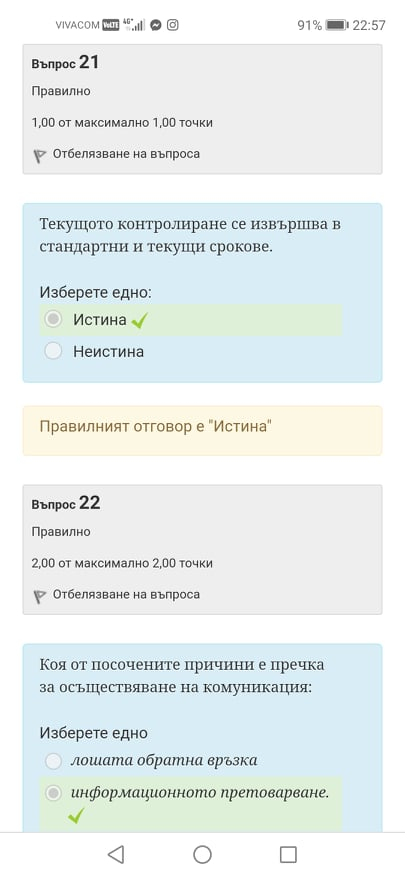 VIVACOM VoLTE 4G+ 91% 22:57
Въпрос 21
Правилно
1,00 от максимално 1,00 точки
Отбелязване на въпроса
Текущото контролиране се извършва в
стандартни и текущи срокове.
Изберете едно:
Истина
Неистина
Правилният отговор е "Истина"
Въпрос 22
Правилно
2,00 от максимално 2,00 точки
Отбелязване на въпроса
Коя от посочените причини е пречка
за осъществяване на комуникация:
Изберете едно
лошата обратна връзка
информационното претоварване.